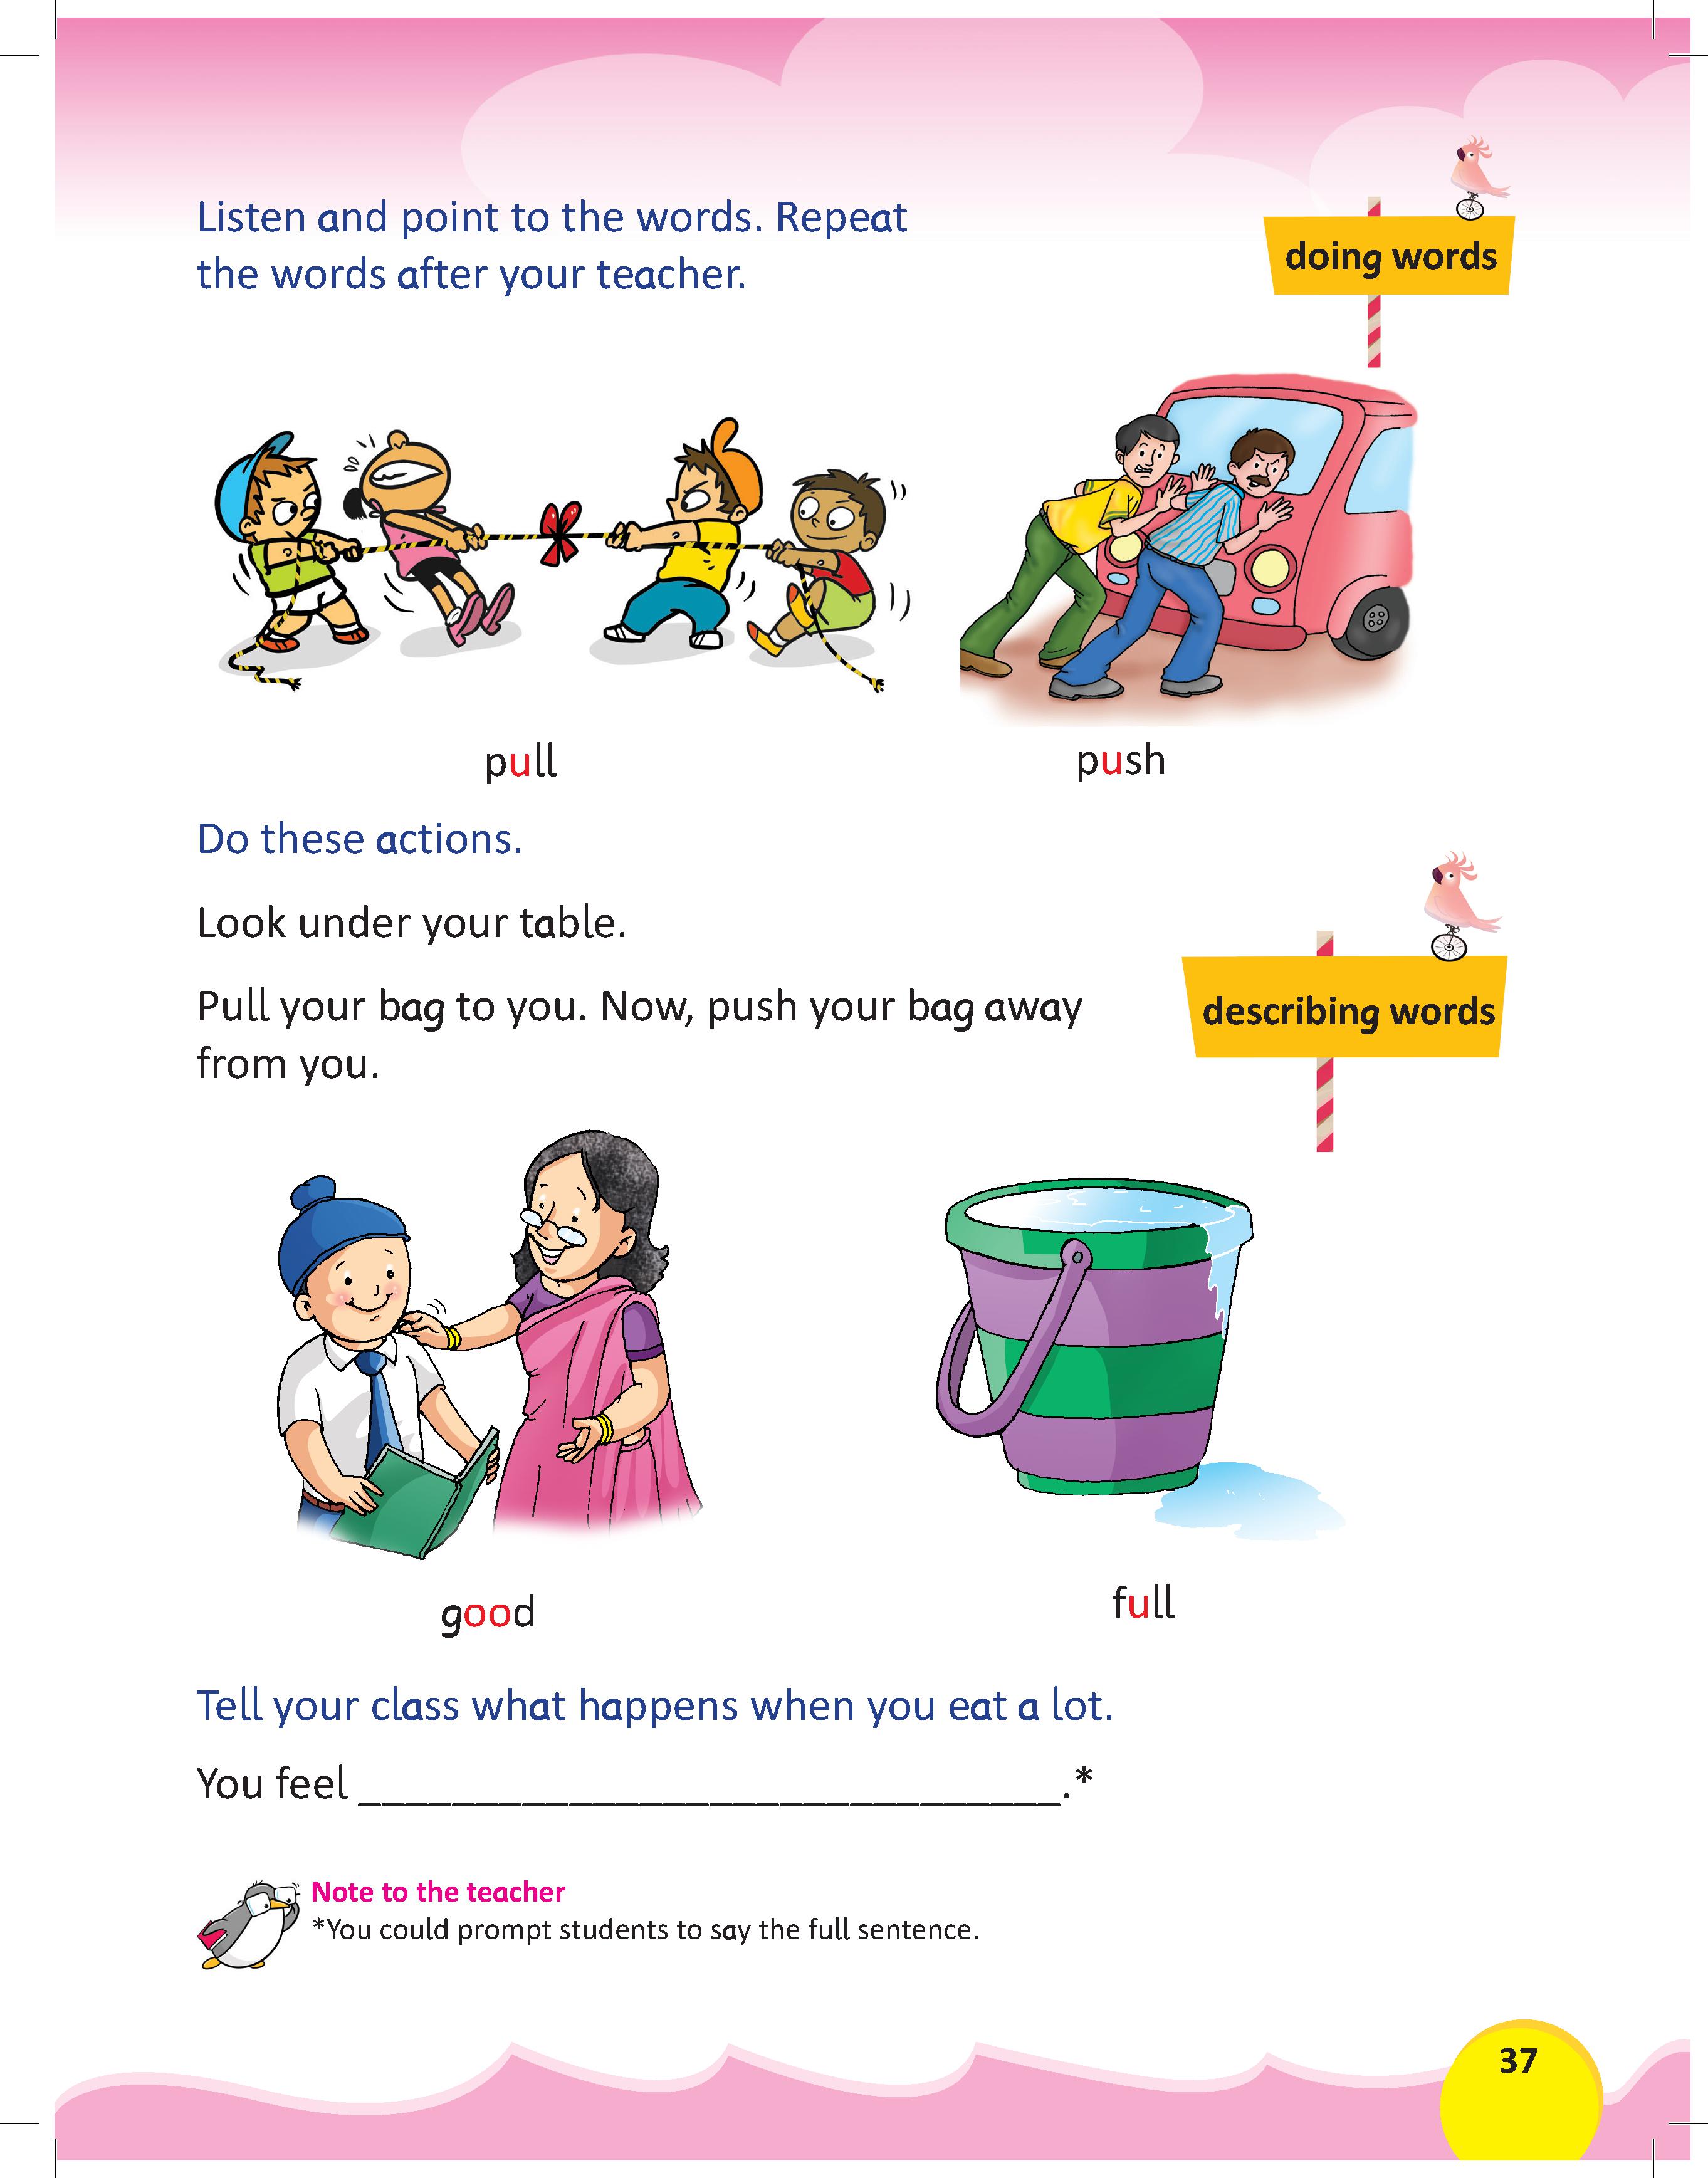 Listen and point to the words. Repeat
the words after your teacher.
doing words
pull
push
Do these actions.
Look under your table.
Pull your bag to you. Now, push your bag away
from you.
describing words
good
full
Tell your class what happens when you eat a lot.
You feel ______________________________.*
Note to the teacher
*You could prompt students to say the full sentence.
37